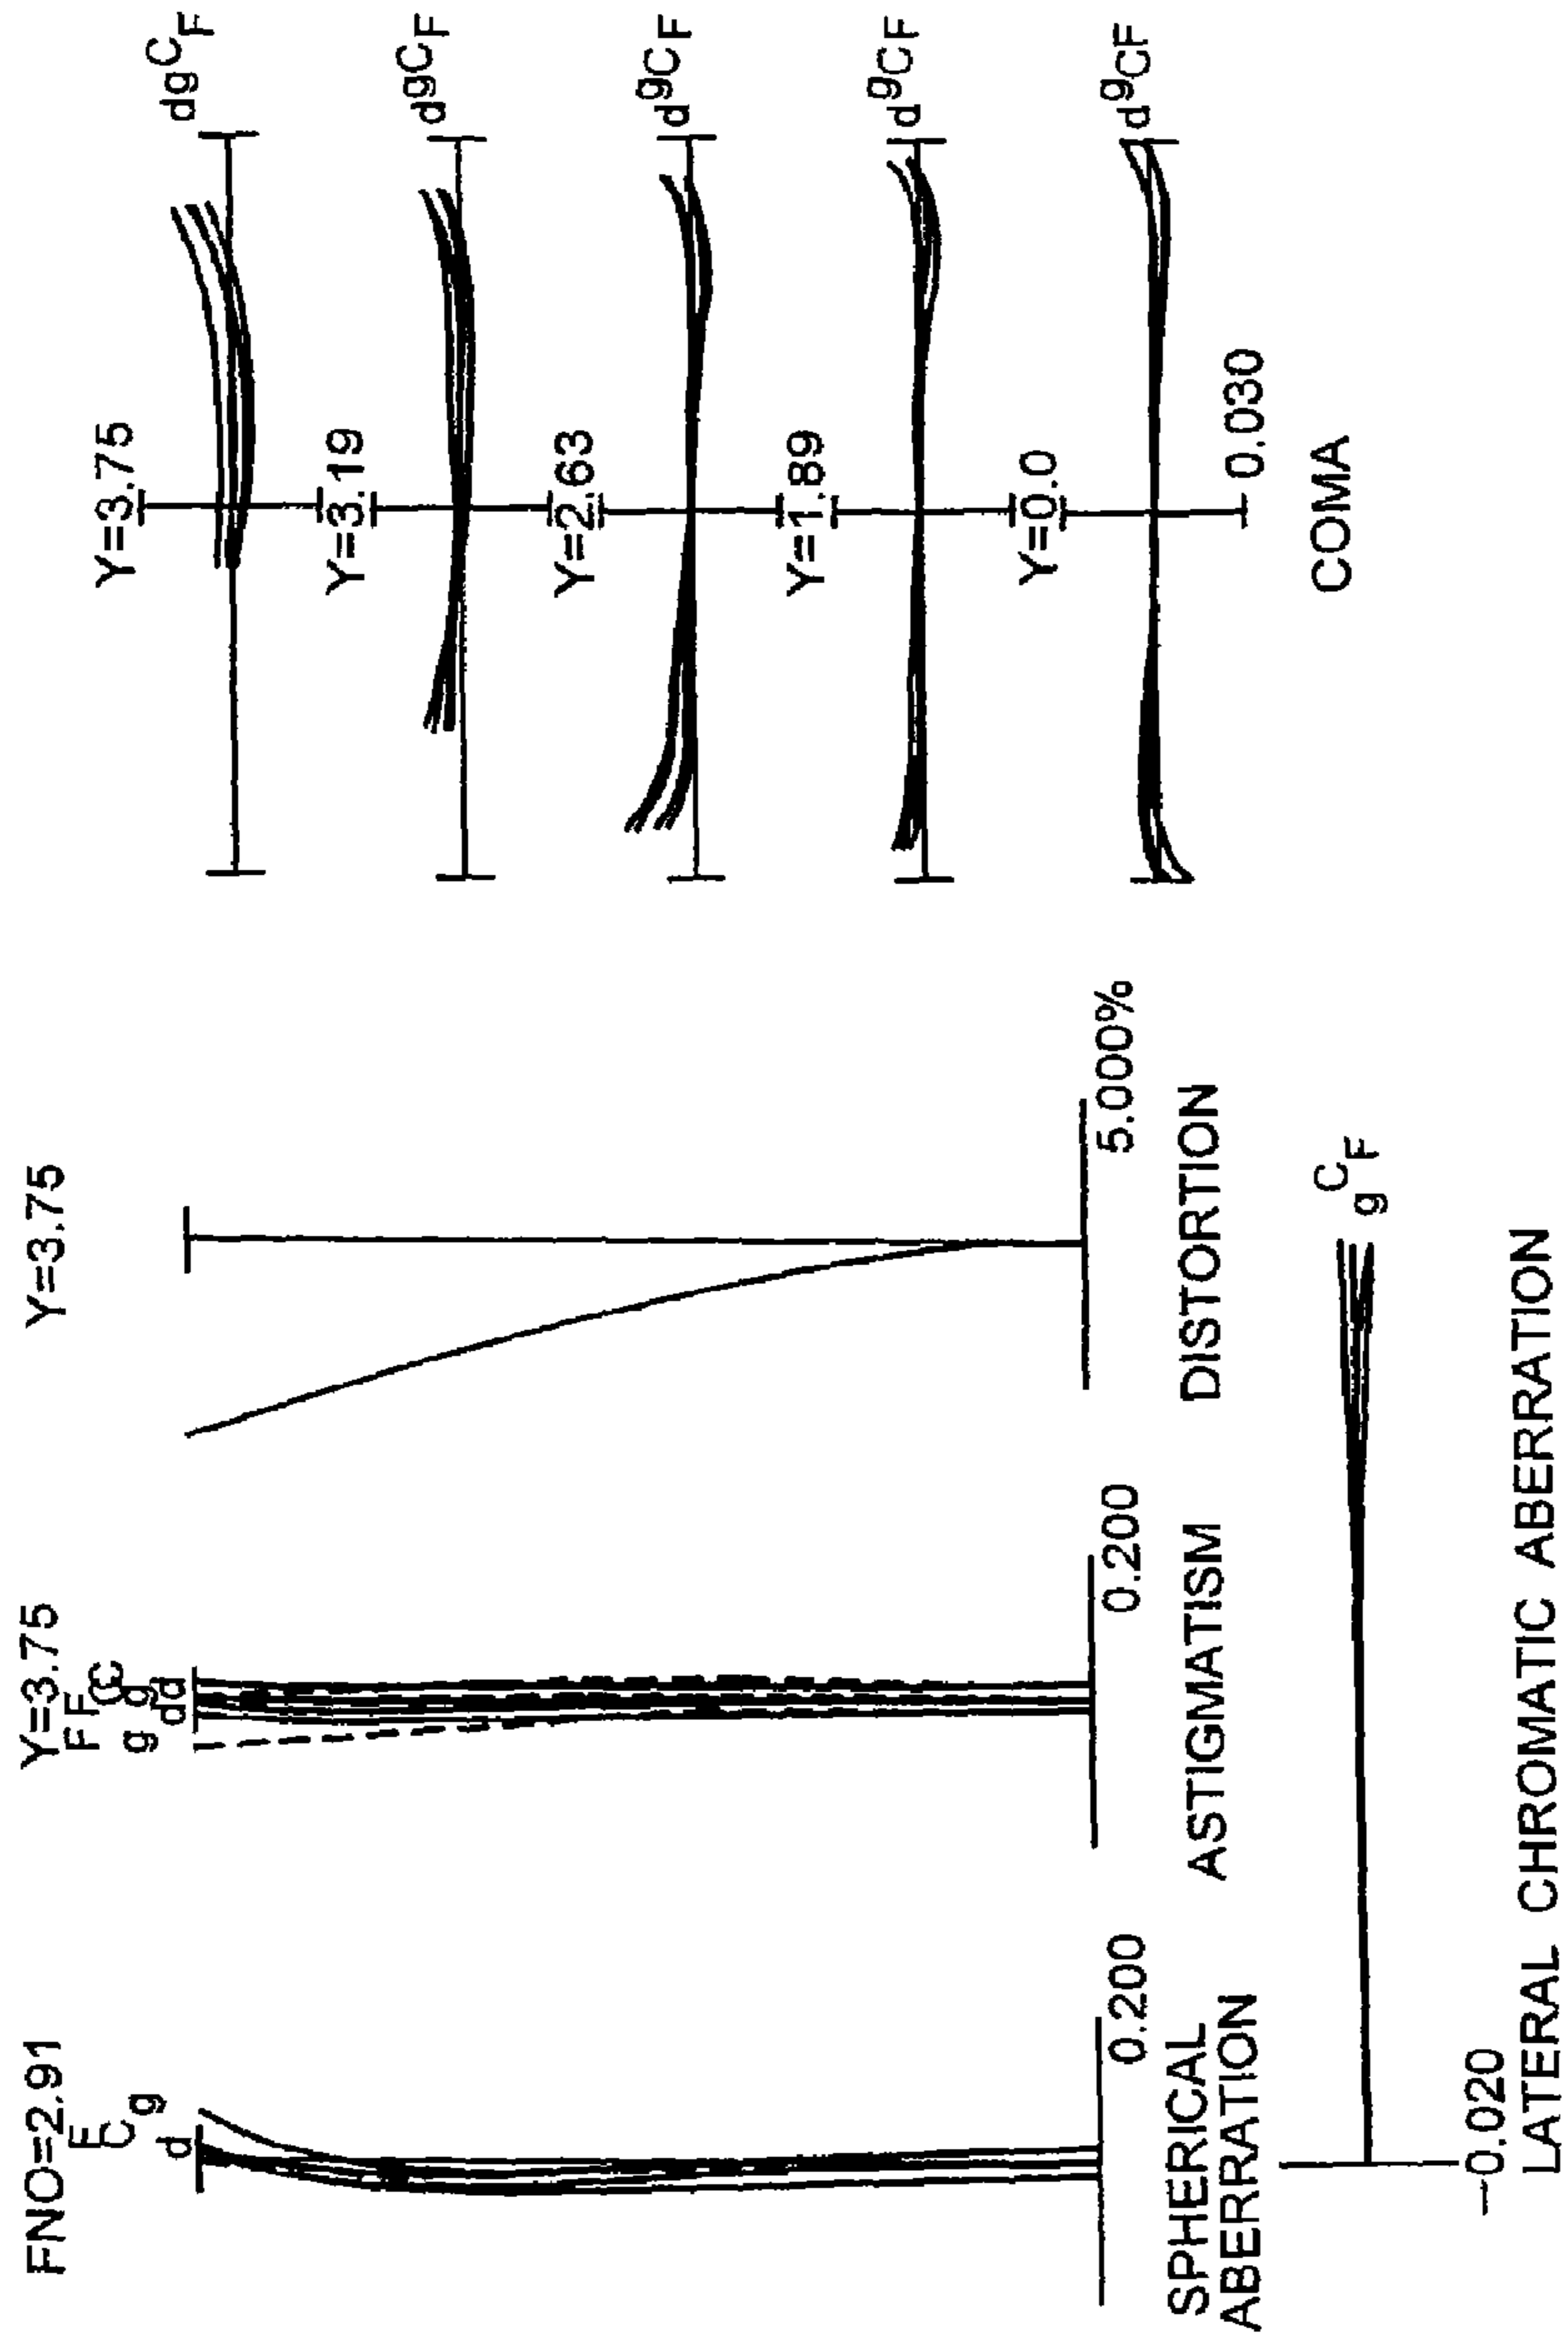 FNO=2.91
F
C
g
d
0.200
SPHERICAL
ABERRATION
Y=3.75
F F C C
g g
d d
0.200
ASTIGMATISM
Y=3.75
5.000%
DISTORTION
−0.020
g C F
LATERAL CHROMATIC ABERRATION
Y=3.75
dgCF
Y=3.19
dgCF
Y=2.63
dgCF
Y=1.89
dgCF
Y=0.0
dgCF
0.030
COMA